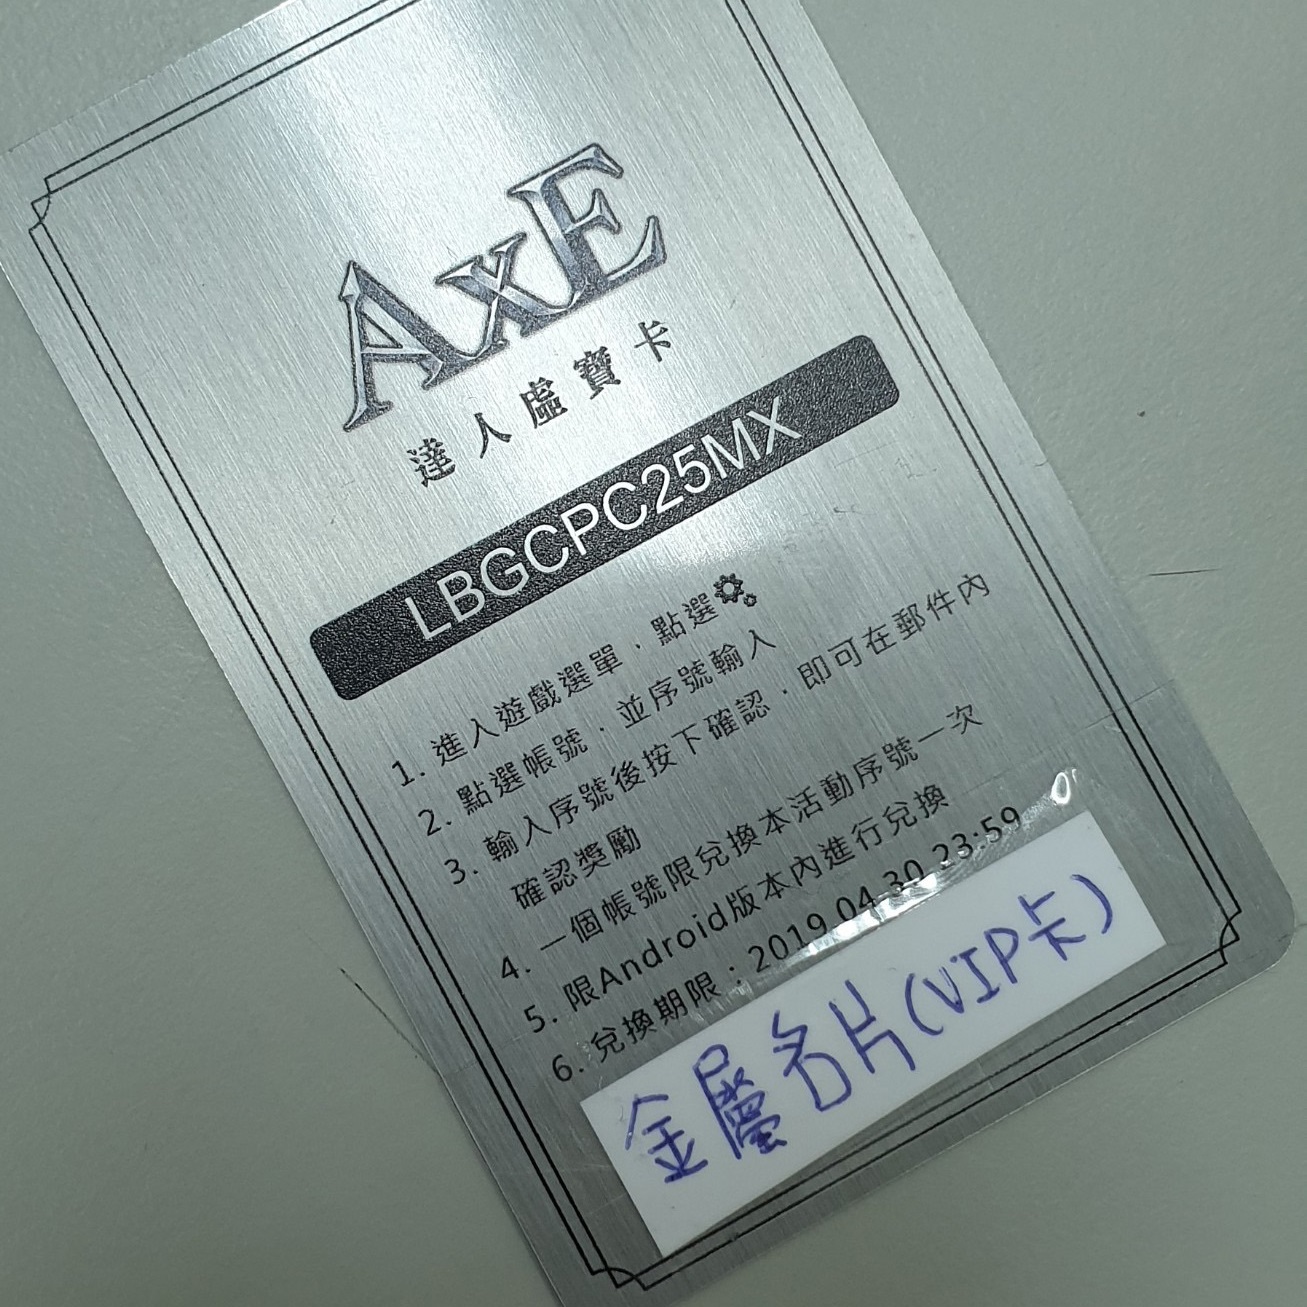 AxE
達人虛寶卡
LBGCPC25MX
1. 進入遊戲選單，點選
2. 點選帳號，並序號輸入
3. 輸入序號後按下確認，即可在郵件內
確認獎勵
4. 一個帳號限兌換本活動序號一次
5. 限Android版本內進行兌換
6. 兌換期限：2019.04.30 23:59
金屬名片(VIP卡)